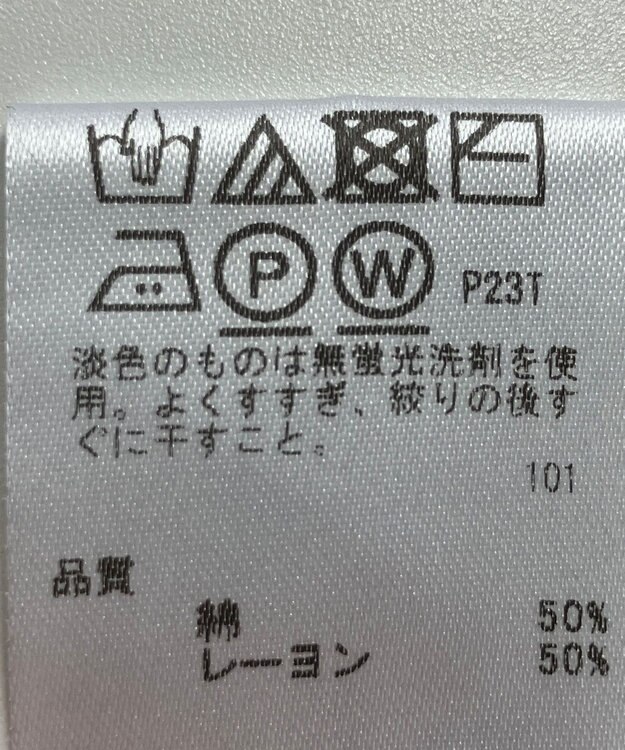 P
W
P23T
淡色のものは無蛍光洗剤を使
用。よくすすぎ、絞りの後す
ぐに干すこと。
101
品質
綿 50%
レーヨン 50%